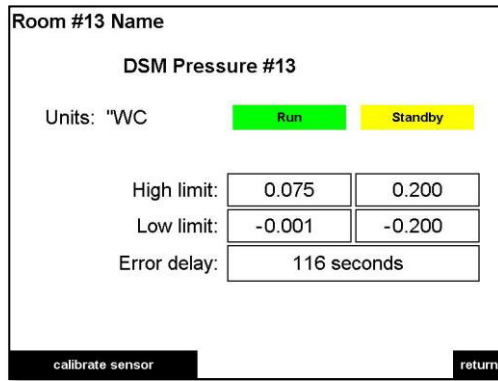 Room #13 Name
DSM Pressure #13
Units: "WC Run Standby
High limit: 0.075 0.200
Low limit: -0.001 -0.200
Error delay: 116 seconds
calibrate sensor return